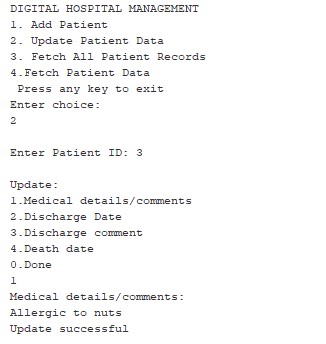 DIGITAL HOSPITAL MANAGEMENT
1. Add Patient
2. Update Patient Data
3. Fetch All Patient Records
4.Fetch Patient Data
Press any key to exit
Enter choice:
2
Enter Patient ID: 3
Update:
1.Medical details/comments
2.Discharge Date
3.Discharge comment
4.Death date
0.Done
1
Medical details/comments:
Allergic to nuts
Update successful